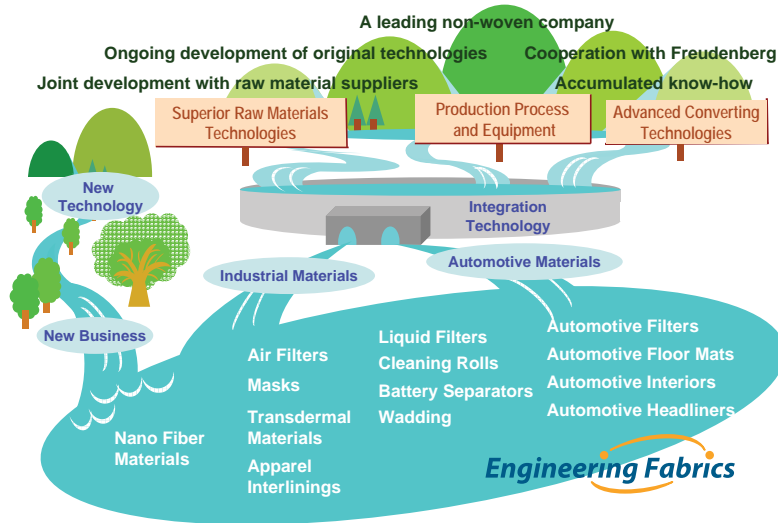 A leading non-woven company
Ongoing development of original technologies
Cooperation with Freudenberg
Joint development with raw material suppliers
Accumulated know-how
Superior Raw Materials
Technologies
Production Process
and Equipment
Advanced Converting
Technologies
New
Technology
Integration
Technology
Industrial Materials
Automotive Materials
New Business
Air Filters
Masks
Transdermal
Materials
Apparel
Interlinings
Liquid Filters
Cleaning Rolls
Battery Separators
Wadding
Automotive Filters
Automotive Floor Mats
Automotive Interiors
Automotive Headliners
Nano Fiber
Materials
Engineering Fabrics